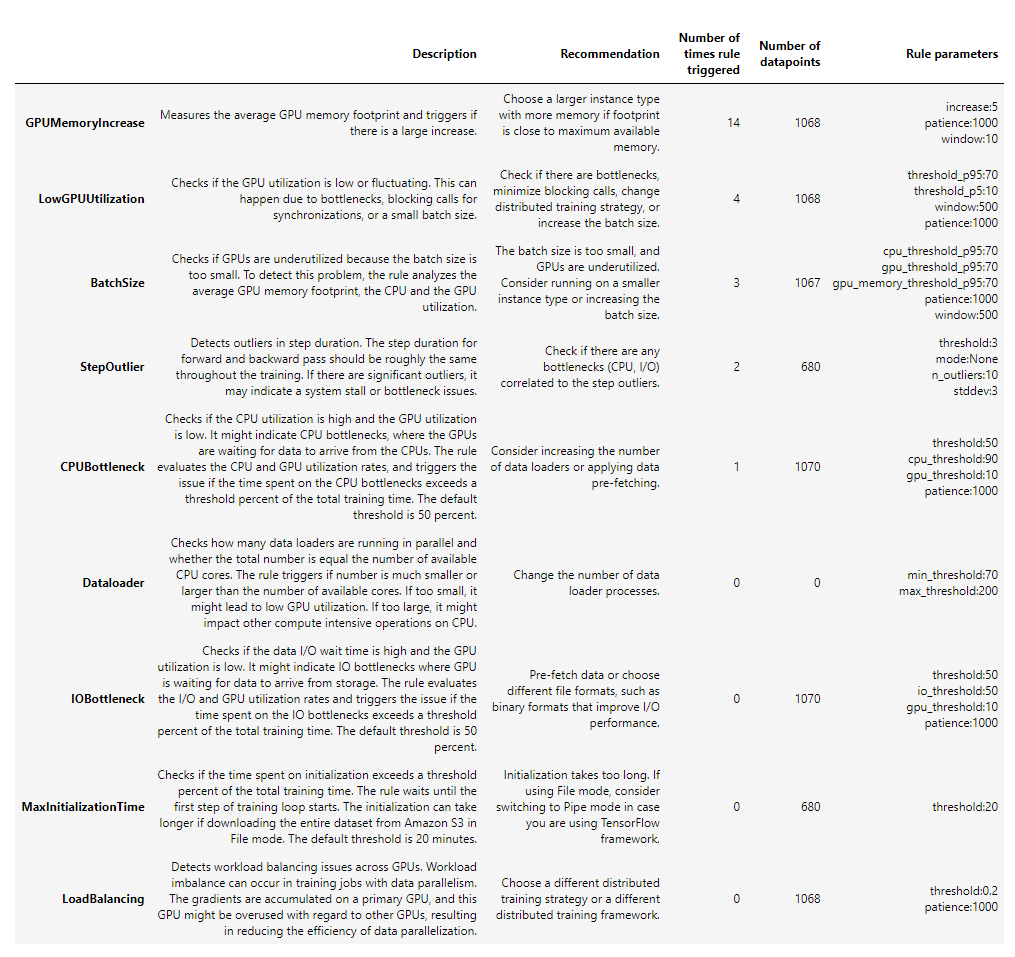 Description
Recommendation
Number of
times rule
triggered
Number of
datapoints
Rule parameters
GPUMemoryIncrease
Measures the average GPU memory footprint and triggers if
there is a large increase.
Choose a larger instance type
with more memory if footprint
is close to maximum available
memory.
14
1068
increase:5
patience:1000
window:10
LowGPUUtilization
Checks if the GPU utilization is low or fluctuating. This can
happen due to bottlenecks, blocking calls for
synchronizations, or a small batch size.
Check if there are bottlenecks,
minimize blocking calls, change
distributed training strategy, or
increase the batch size.
4
1068
threshold_p95:70
threshold_p5:10
window:500
patience:1000
BatchSize
Checks if GPUs are underutilized because the batch size is
too small. To detect this problem, the rule analyzes the
average GPU memory footprint, the CPU and the GPU
utilization.
The batch size is too small, and
GPUs are underutilized.
Consider running on a smaller
instance type or increasing the
batch size.
3
1067
cpu_threshold_p95:70
gpu_threshold_p95:70
gpu_memory_threshold_p95:70
patience:1000
window:500
StepOutlier
Detects outliers in step duration. The step duration for
forward and backward pass should be roughly the same
throughout the training. If there are significant outliers, it
may indicate a system stall or bottleneck issues.
Check if there are any
bottlenecks (CPU, I/O)
correlated to the step outliers.
2
680
threshold:3
mode:None
n_outliers:10
stddev:3
CPUBottleneck
Checks if the CPU utilization is high and the GPU utilization
is low. It might indicate CPU bottlenecks, where the GPUs
are waiting for data to arrive from the CPUs. The rule
evaluates the CPU and GPU utilization rates, and triggers the
issue if the time spent on the CPU bottlenecks exceeds a
threshold percent of the total training time. The default
threshold is 50 percent.
Consider increasing the number
of data loaders or applying data
pre-fetching.
1
1070
threshold:50
cpu_threshold:90
gpu_threshold:10
patience:1000
Dataloader
Checks how many data loaders are running in parallel and
whether the total number is equal the number of available
CPU cores. The rule triggers if number is much smaller or
larger than the number of available cores. If too small, it
might lead to low GPU utilization. If too large, it might
impact other compute intensive operations on CPU.
Change the number of data
loader processes.
0
0
min_threshold:70
max_threshold:200
IOBottleneck
Checks if the data I/O wait time is high and the GPU
utilization is low. It might indicate IO bottlenecks where GPU
is waiting for data to arrive from storage. The rule evaluates
the I/O and GPU utilization rates and triggers the issue if the
time spent on the IO bottlenecks exceeds a threshold
percent of the total training time. The default threshold is 50
percent.
Pre-fetch data or choose
different file formats, such as
binary formats that improve I/O
performance.
0
1070
threshold:50
io_threshold:50
gpu_threshold:10
patience:1000
MaxInitializationTime
Checks if the time spent on initialization exceeds a threshold
percent of the total training time. The rule waits until the
first step of training loop starts. The initialization can take
longer if downloading the entire dataset from Amazon S3 in
File mode. The default threshold is 20 minutes.
Initialization takes too long. If
using File mode, consider
switching to Pipe mode in case
you are using TensorFlow
framework.
0
680
threshold:20
LoadBalancing
Detects workload balancing issues across GPUs. Workload
imbalance can occur in training jobs with data parallelism.
The gradients are accumulated on a primary GPU, and this
GPU might be overused with regard to other GPUs, resulting
in reducing the efficiency of data parallelization.
Choose a different distributed
training strategy or a different
distributed training framework.
0
1068
threshold:0.2
patience:1000